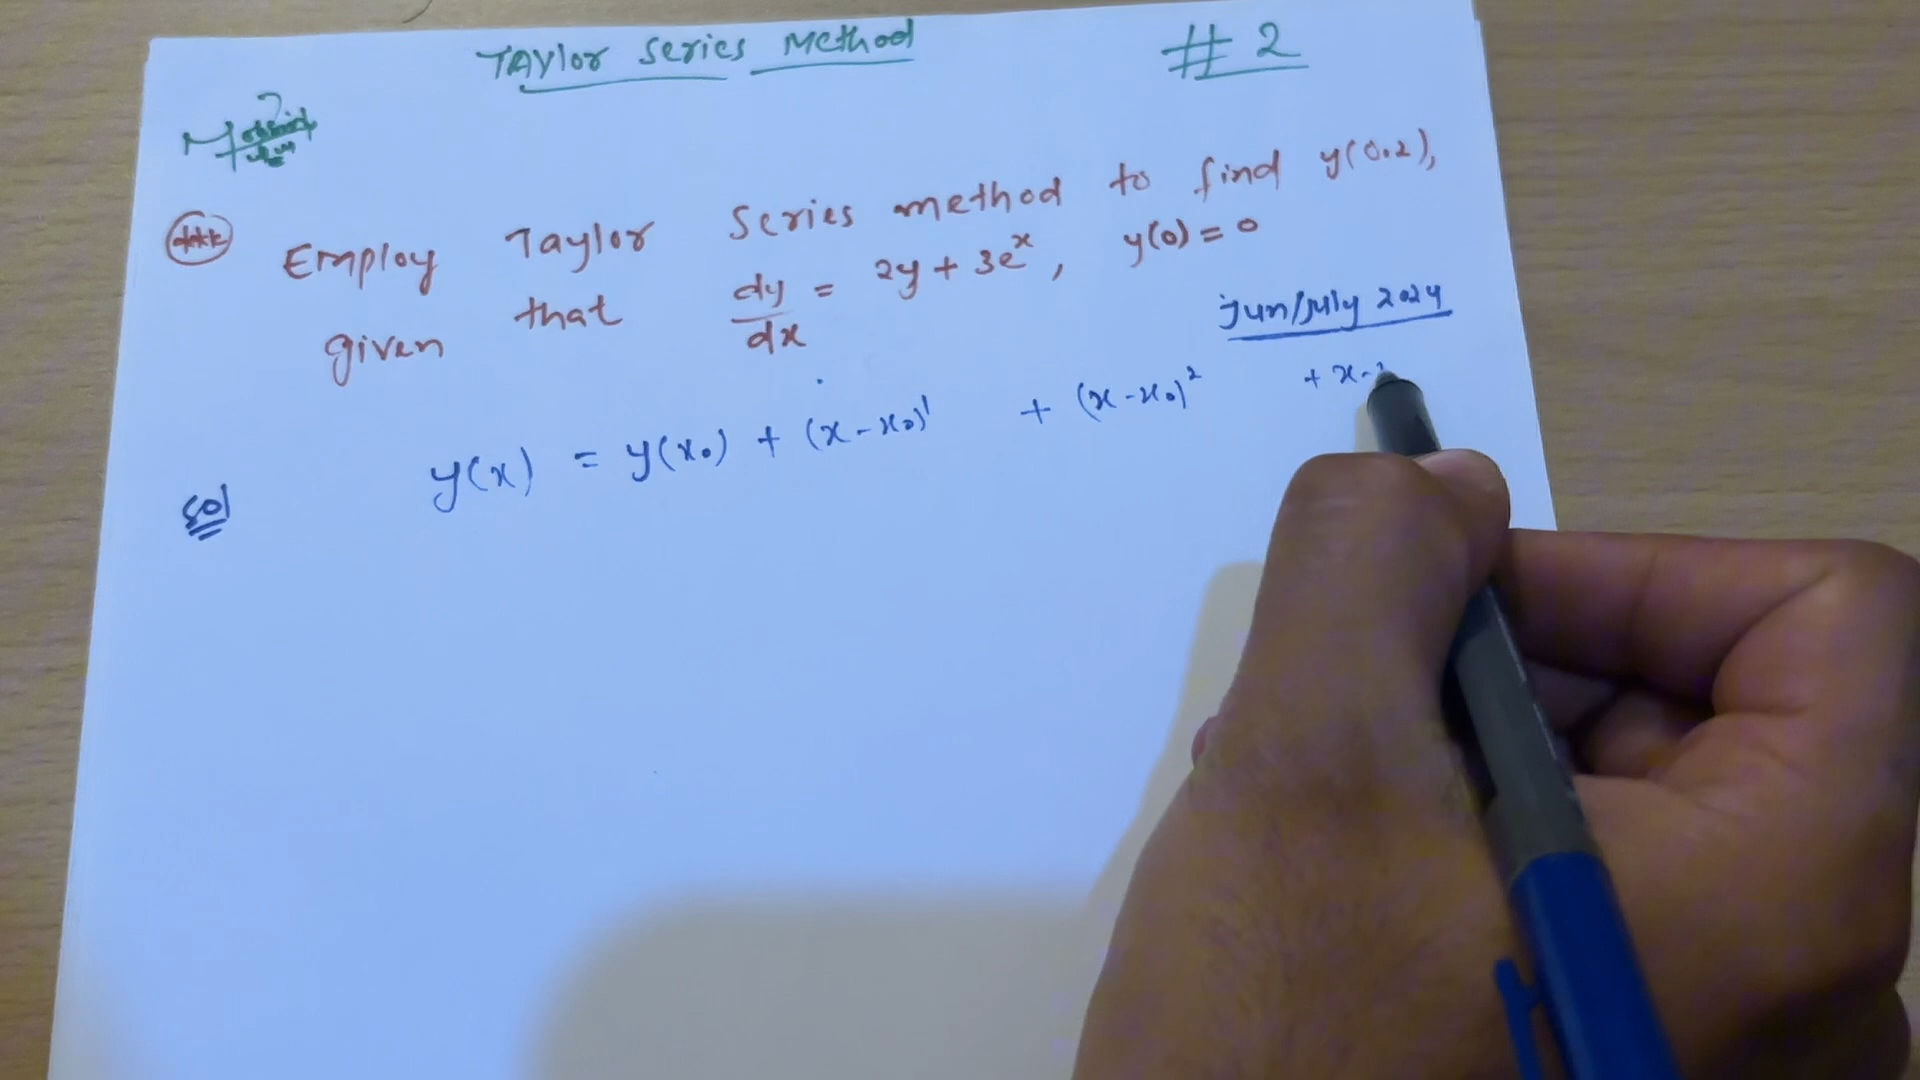 TAylor series Method
# 2
Employ Taylor Series method to find y(0.2),
given that dy/dx = 2y + 3eˣ, y(0) = 0
Jun/July 2024
Sol
y(x) = y(x₀) + (x-x₀)¹ + (x-x₀)² + x-